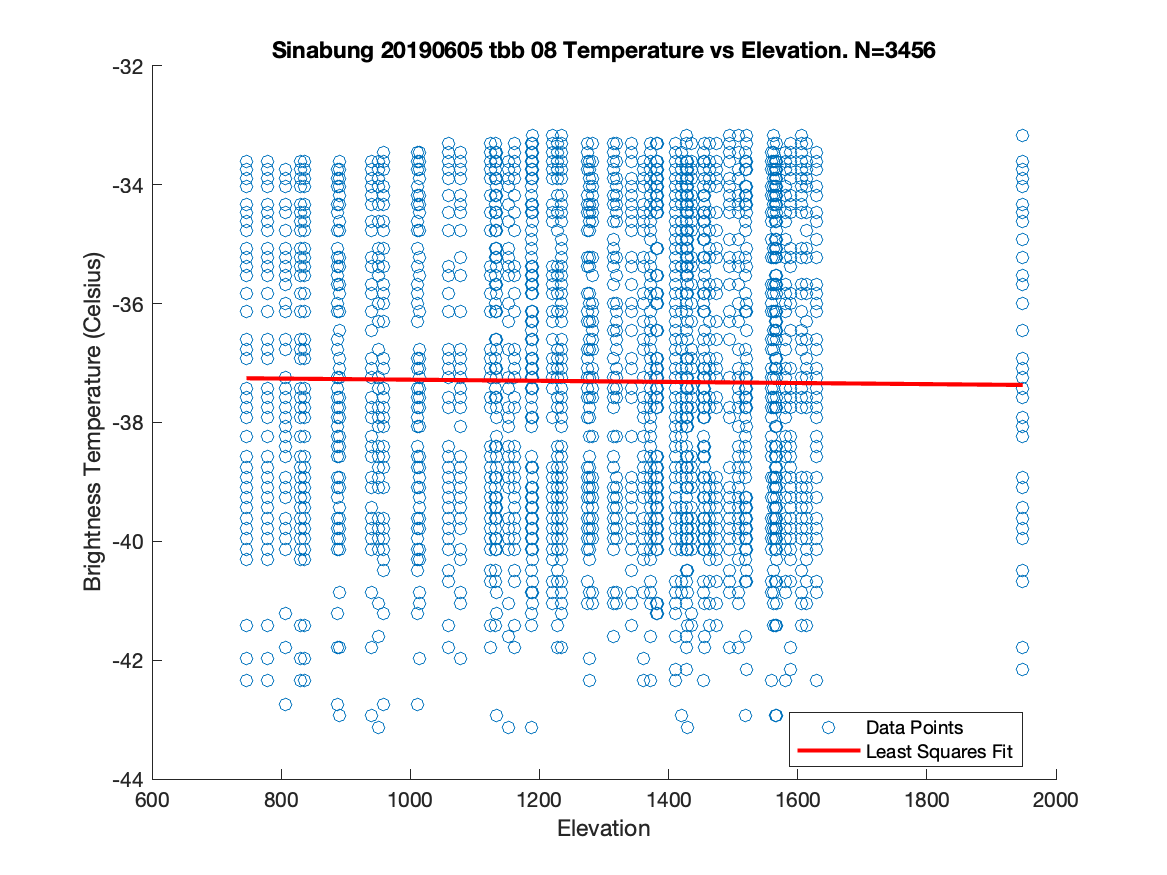 Sinabung 20190605 tbb 08 Temperature vs Elevation. N=3456
-32
-34
-36
-38
-40
-42
-44
Brightness Temperature (Celsius)
Data Points
Least Squares Fit
600 800 1000 1200 1400 1600 1800 2000
Elevation